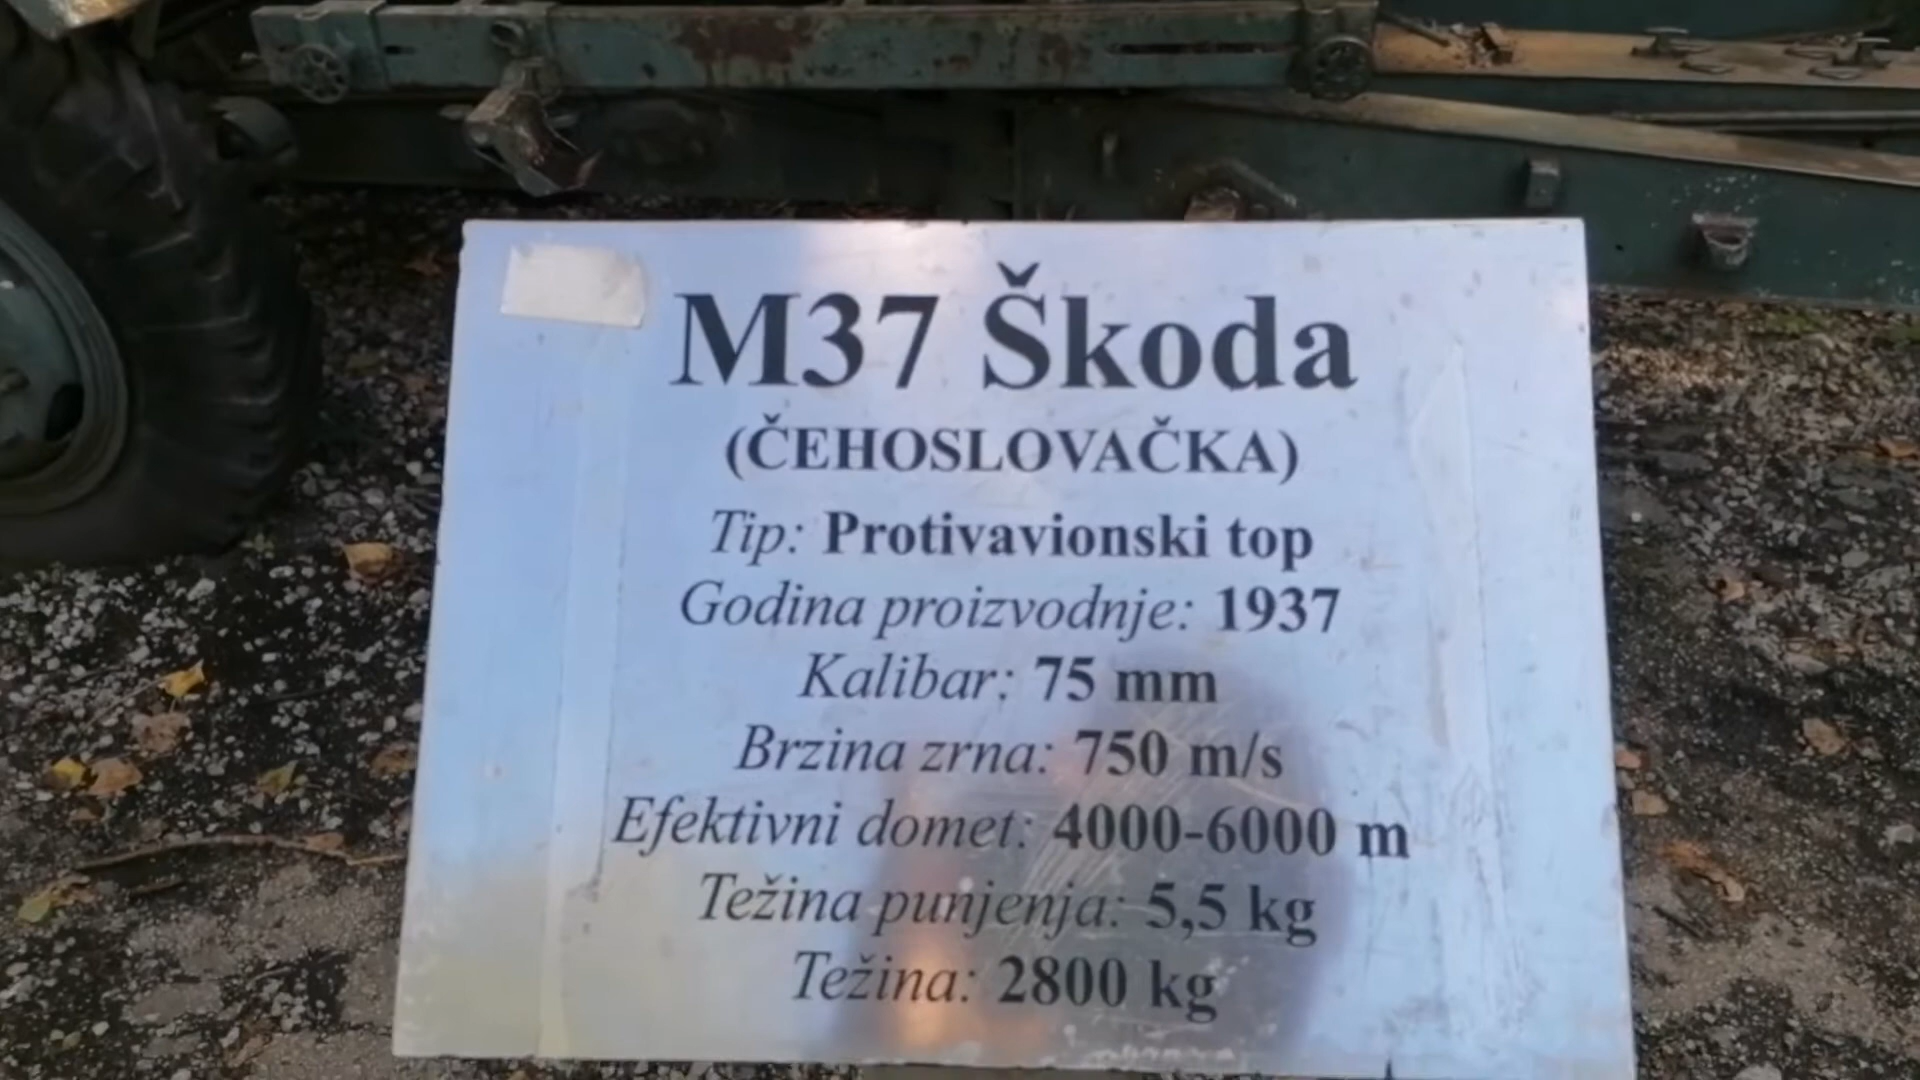 M37 Škoda
(ČEHOSLOVAČKA)
Tip: Protivavionski top
Godina proizvodnje: 1937
Kalibar: 75 mm
Brzina zrna: 750 m/s
Efektivni domet: 4000-6000 m
Težina punjenja: 5,5 kg
Težina: 2800 kg